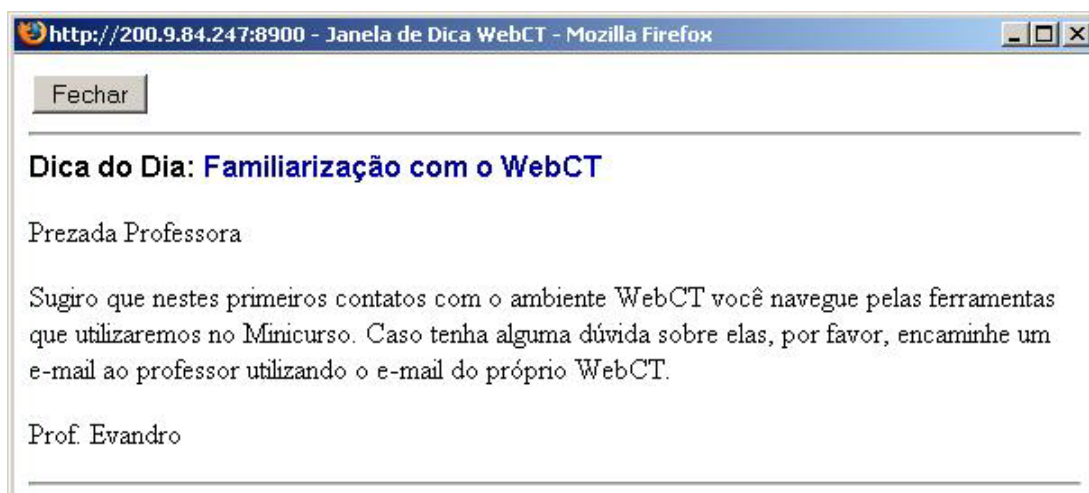 http://200.9.84.247:8900 - Janela de Dica WebCT - Mozilla Firefox
Fechar
Dica do Dia: Familiarização com o WebCT
Prezada Professora
Sugiro que nestes primeiros contatos com o ambiente WebCT você navegue pelas ferramentas
que utilizaremos no Minicurso. Caso tenha alguma dúvida sobre elas, por favor, encaminhe um
e-mail ao professor utilizando o e-mail do próprio WebCT.
Prof. Evandro